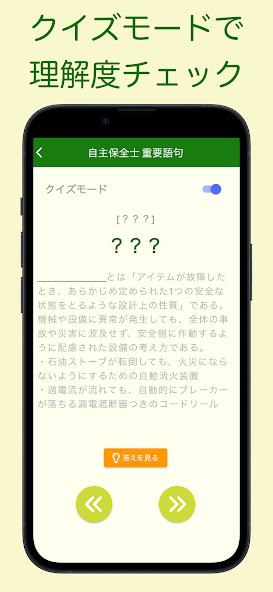 クイズモードで
理解度チェック
自主保全士 重要語句
クイズモード
[？？？]
？？？
____________とは「アイテムが故障したとき、あらかじめ定められた1つの安全な状態をとるような設計上の性質」である。
機械や設備に異常が発生しても、全体の事故や災害に波及せず、安全側に作動するように配慮された設備の考え方である。
・石油ストーブが転倒しても、火災にならないようにするための自動消火装置
・過電流が流れても、自動的にブレーカーが落ちる漏電遮断器つきのコードリール
答えを見る